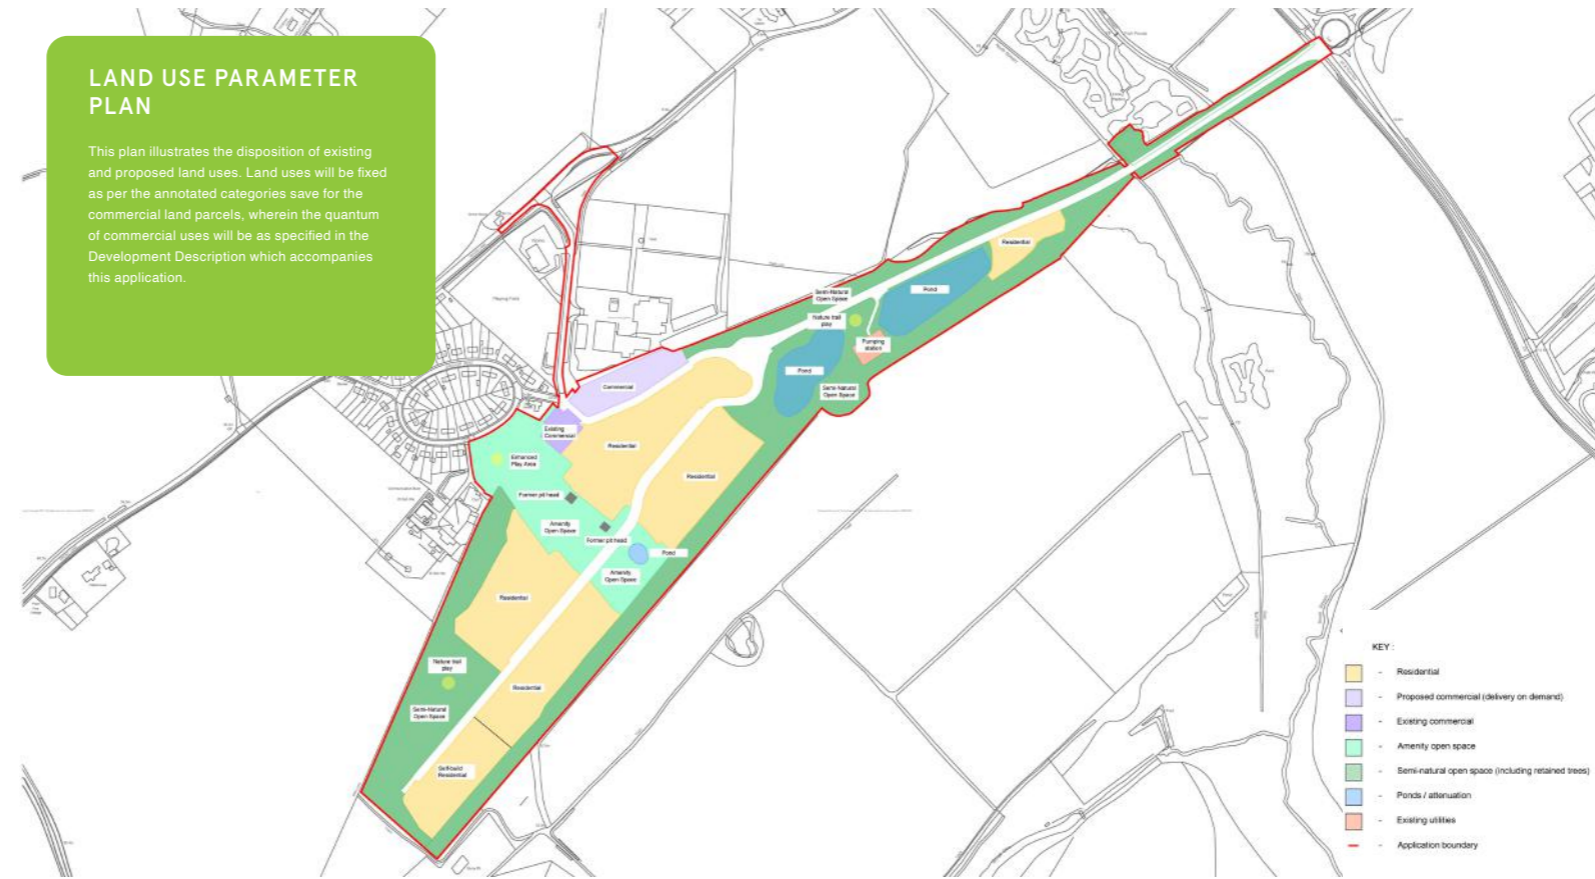 LAND USE PARAMETER
PLAN
This plan illustrates the disposition of existing
and proposed land uses. Land uses will be fixed
as per the annotated categories save for the
commercial land parcels, wherein the quantum
of commercial uses will be as specified in the
Development Description which accompanies
this application.
Residential
Semi-Natural
Open Space
Pond
Nature trail
play
Pumping
station
Pond
Semi-Natural
Open Space
Commercial
Existing
Commercial
Residential
Residential
Enhanced
Play Area
Former pit head
Amenity
Open Space
Former pit head
Pond
Amenity
Open Space
Residential
Nature trail
play
Residential
Semi-Natural
Open Space
Self-build
Residential
Playing Fields
KEY :
- Residential
- Proposed commercial (delivery on demand)
- Existing commercial
- Amenity open space
- Semi-natural open space (including retained trees)
- Ponds / attenuation
- Existing utilities
- Application boundary